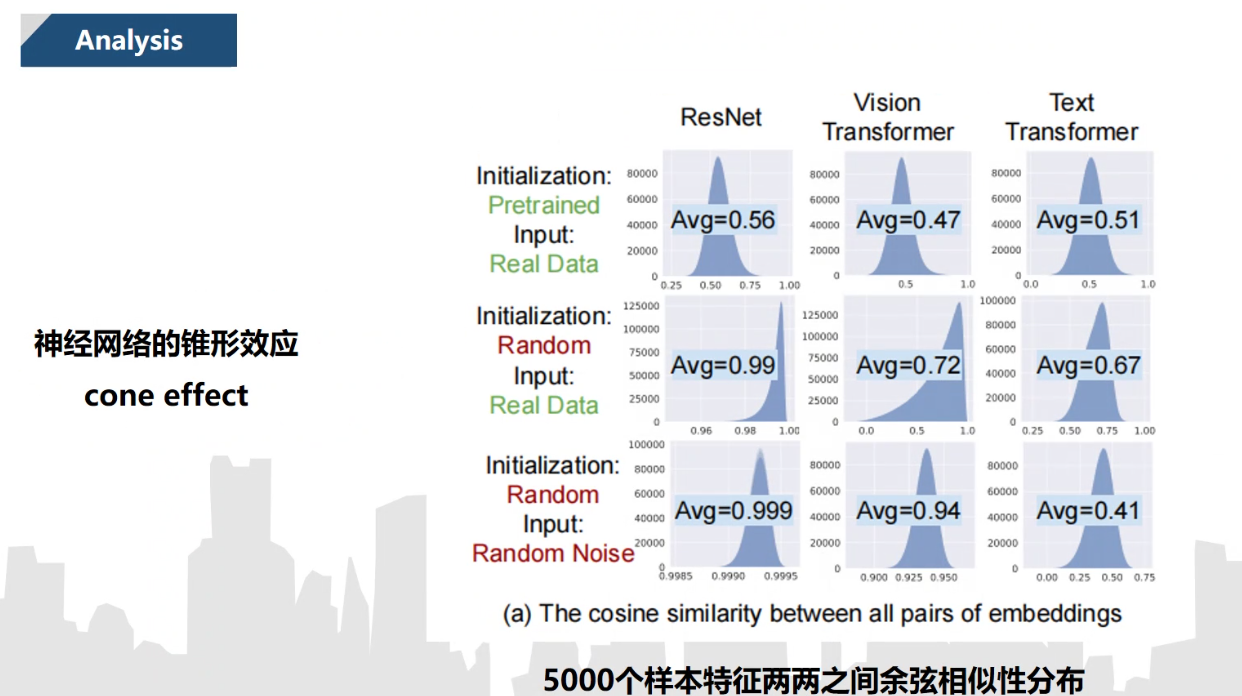 Analysis
ResNet
Vision
Transformer
Text
Transformer
Initialization:
Pretrained
Input:
Real Data
80000
60000
40000
20000
0
0.25 0.50 0.75 1.00
Avg=0.56
80000
60000
40000
20000
0
0.5 1.0
Avg=0.47
80000
60000
40000
20000
0
0.0 0.5 1.0
Avg=0.51
神经网络的锥形效应
cone effect
Initialization:
Random
Input:
Real Data
125000
100000
75000
50000
25000
0
0.96 0.98 1.00
Avg=0.99
125000
100000
75000
50000
25000
0
0.0 0.5 1.0
Avg=0.72
100000
80000
60000
40000
20000
0
0.25 0.50 0.75 1.00
Avg=0.67
Initialization:
Random
Input:
Random Noise
100000
80000
60000
40000
20000
0
0.9985 0.9990 0.9995
Avg=0.999
80000
60000
40000
20000
0
0.900 0.925 0.950
Avg=0.94
80000
60000
40000
20000
0
0.00 0.25 0.50 0.75
Avg=0.41
(a) The cosine similarity between all pairs of embeddings
5000个样本特征两两之间余弦相似性分布